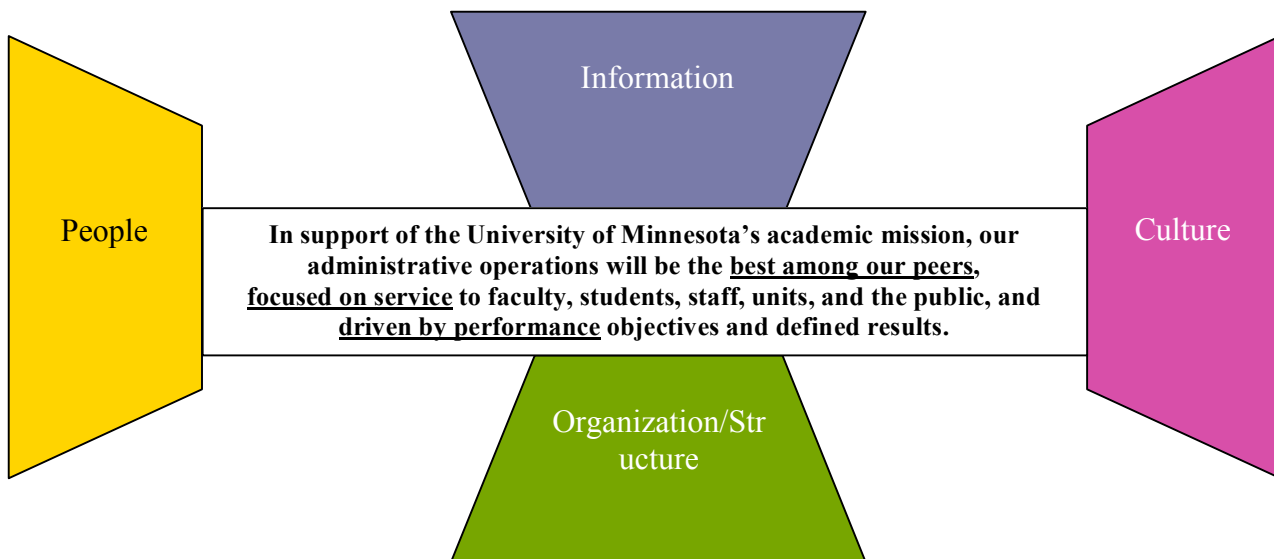 Information
People
Culture
In support of the University of Minnesota's academic mission, our
administrative operations will be the best among our peers,
focused on service to faculty, students, staff, units, and the public, and
driven by performance objectives and defined results.
Organization/Str
ucture